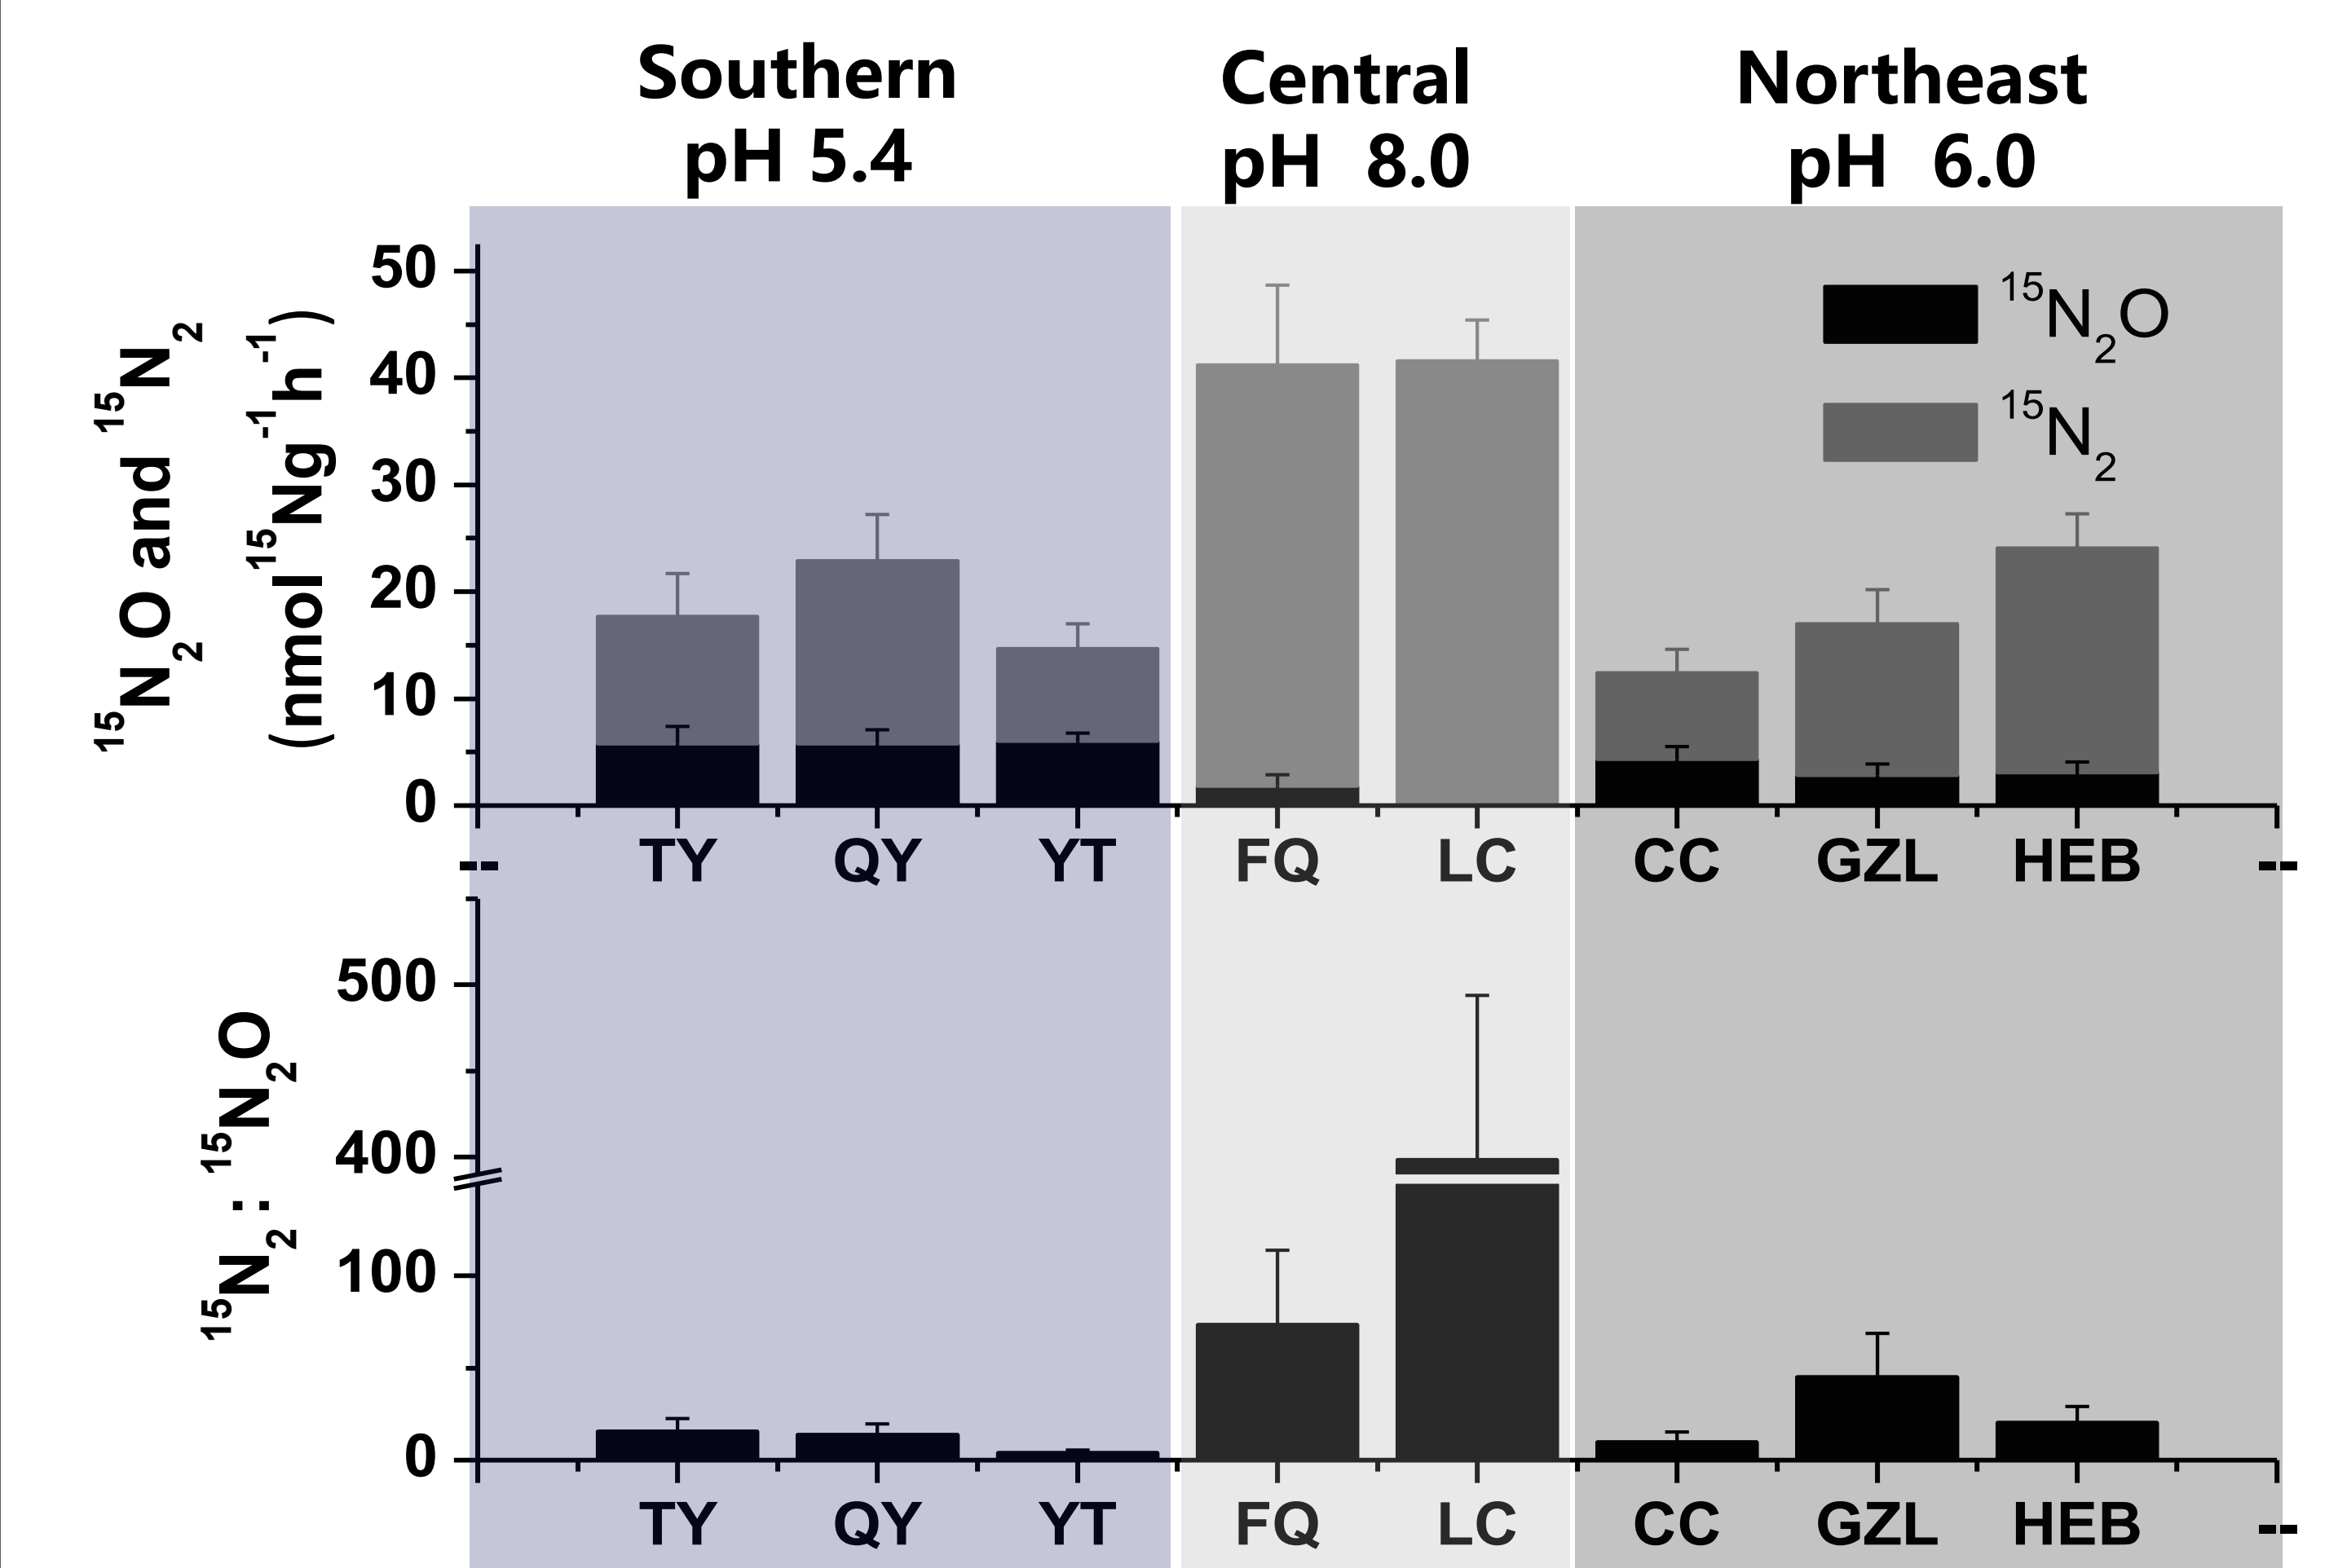 Southern
pH 5.4
Central
pH 8.0
Northeast
pH 6.0
¹⁵N₂O and ¹⁵N₂
(nmol ¹⁵N g⁻¹ h⁻¹)
50
40
30
20
10
0
¹⁵N₂O
¹⁵N₂
-- TY QY YT FQ LC CC GZL HEB --
¹⁵N₂: ¹⁵N₂O
500
400
100
0
TY QY YT FQ LC CC GZL HEB --